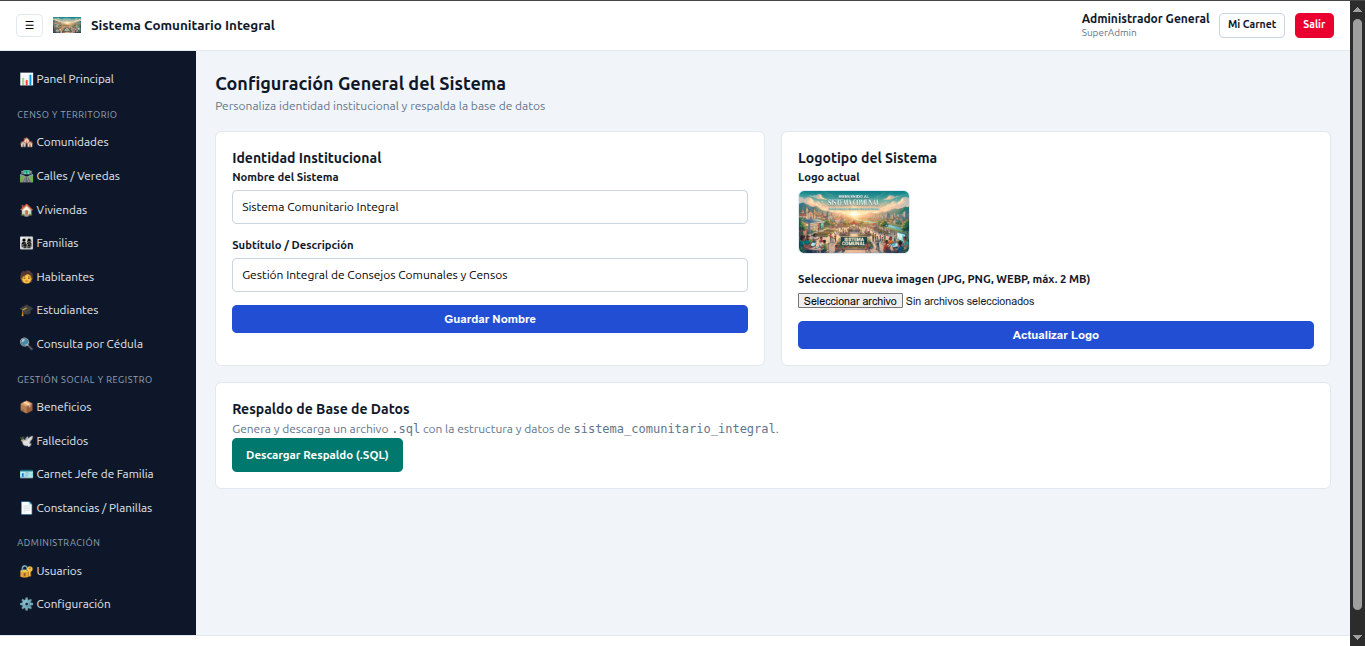 ☰ Sistema Comunitario Integral
Administrador General
SuperAdmin
Mi Carnet
Salir
Panel Principal
CENSO Y TERRITORIO
Comunidades
Calles / Veredas
Viviendas
Familias
Habitantes
Estudiantes
Consulta por Cédula
GESTIÓN SOCIAL Y REGISTRO
Beneficios
Fallecidos
Carnet Jefe de Familia
Constancias / Planillas
ADMINISTRACIÓN
Usuarios
Configuración
Configuración General del Sistema
Personaliza identidad institucional y respalda la base de datos
Identidad Institucional
Nombre del Sistema
Sistema Comunitario Integral
Subtítulo / Descripción
Gestión Integral de Consejos Comunales y Censos
Guardar Nombre
Logotipo del Sistema
Logo actual
SISTEMA COMUNAL
SISTEMA
COMUNAL
Seleccionar nueva imagen (JPG, PNG, WEBP, máx. 2 MB)
Seleccionar archivo Sin archivos seleccionados
Actualizar Logo
Respaldo de Base de Datos
Genera y descarga un archivo .sql con la estructura y datos de sistema_comunitario_integral.
Descargar Respaldo (.SQL)